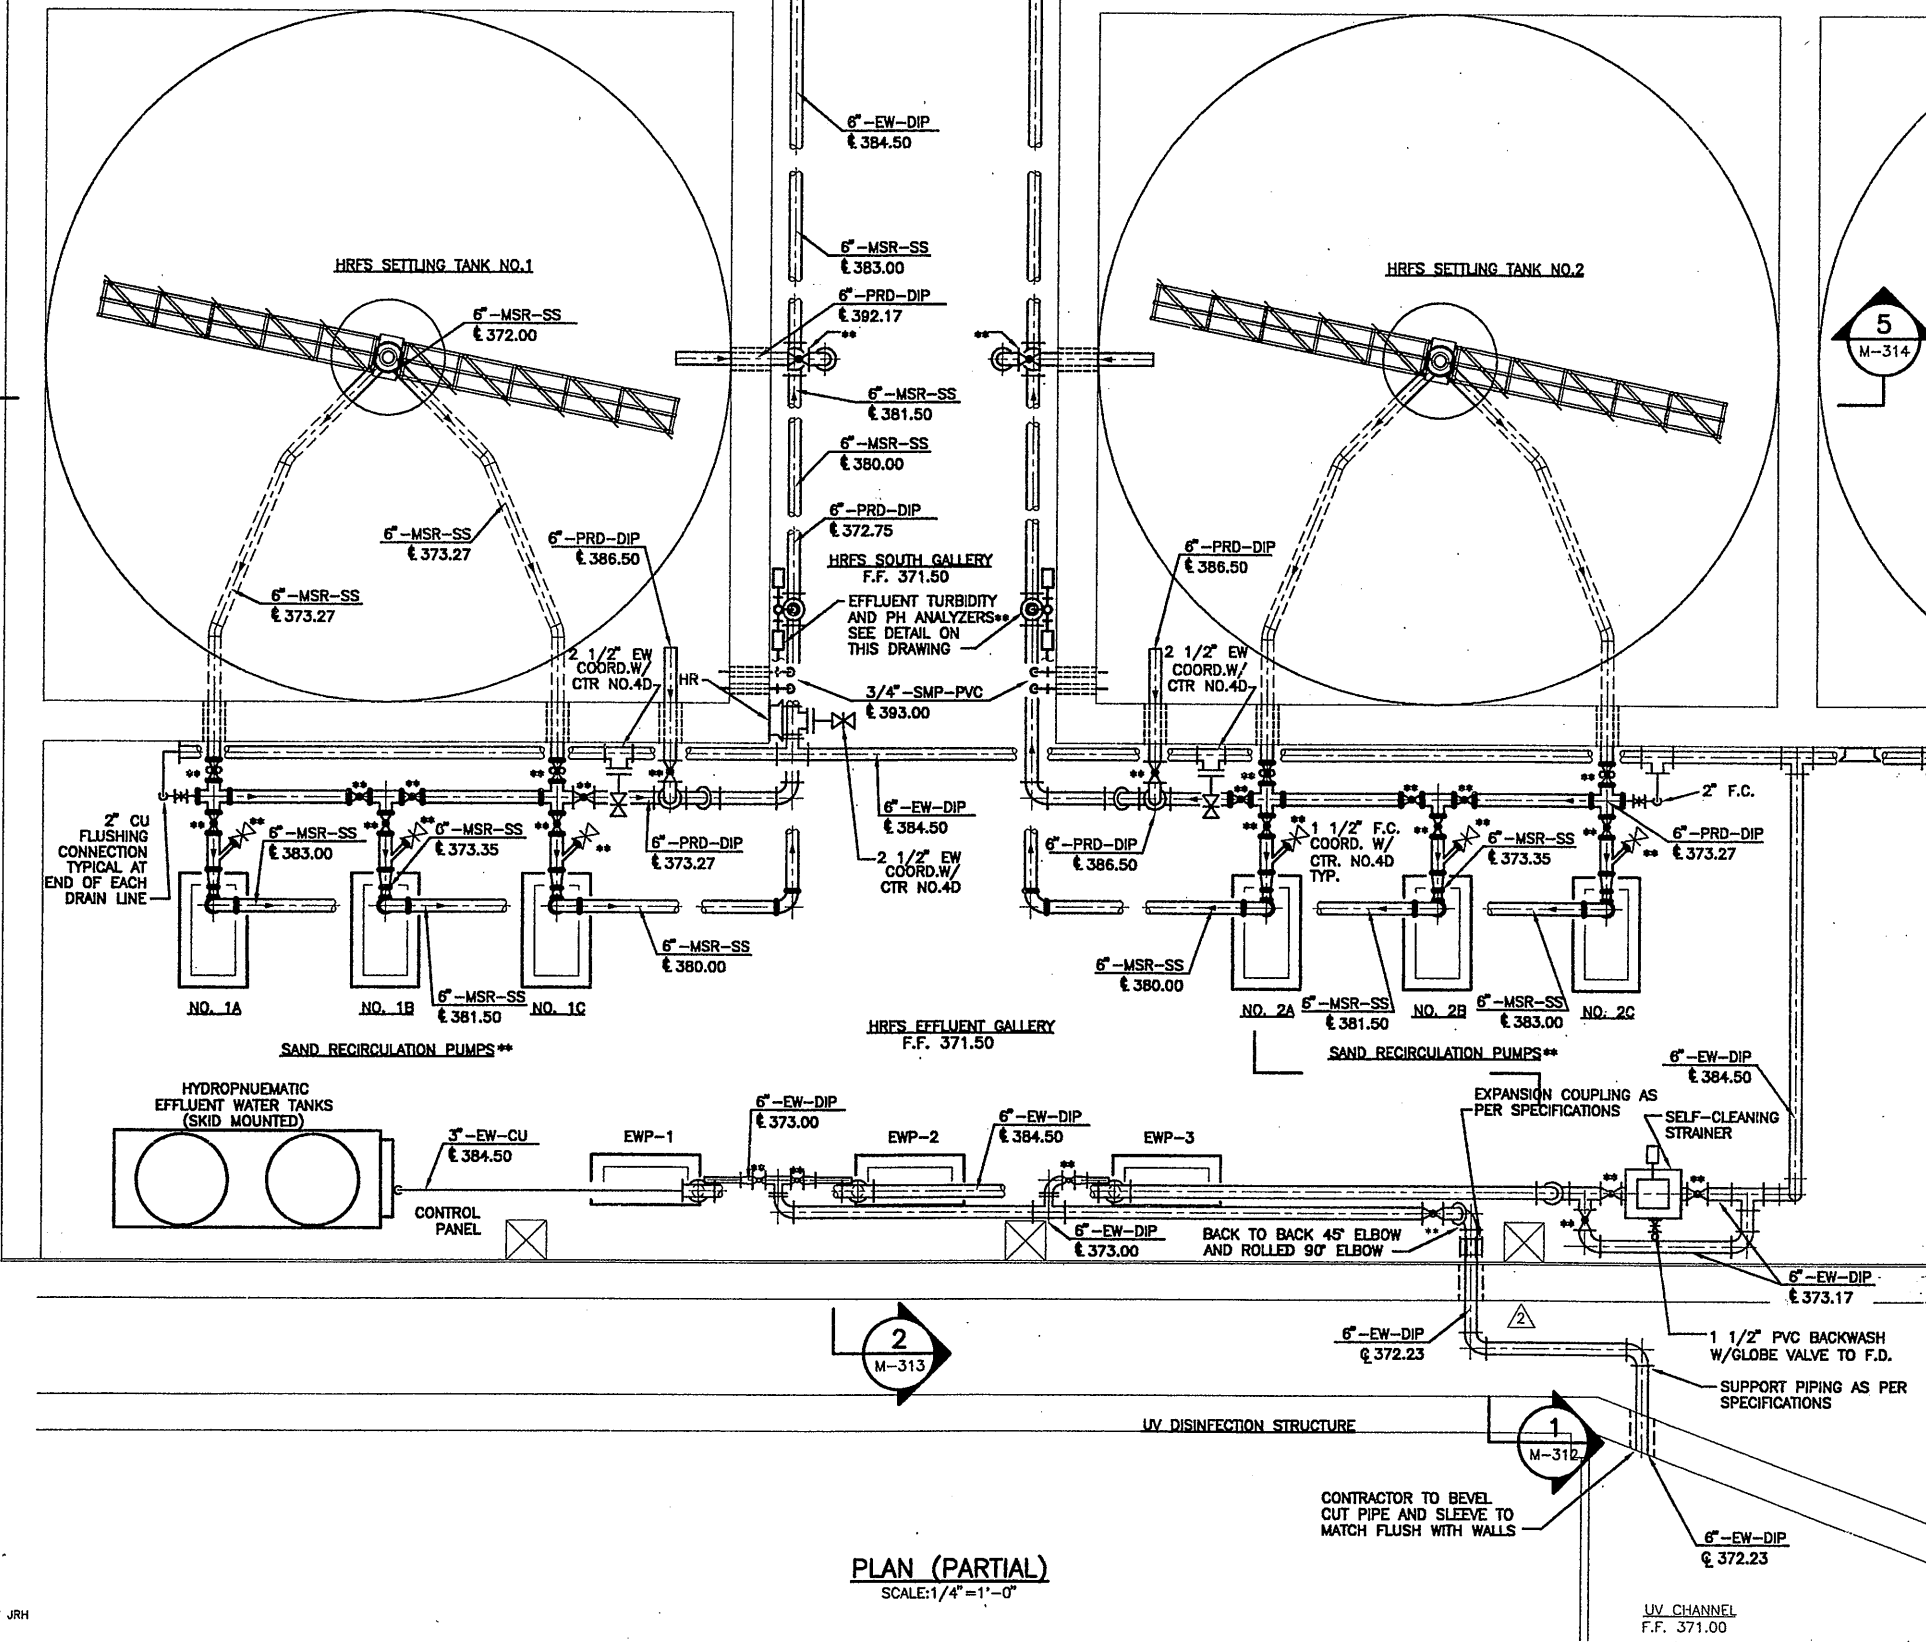 6"-EW-DIP
℄ 384.50
6"-MSR-SS
℄ 383.00
HRFS SETTLING TANK NO.1
HRFS SETTLING TANK NO.2
6"-PRD-DIP
℄ 392.17
**
**
6"-MSR-SS
℄ 372.00
5
M-314
6"-MSR-SS
℄ 381.50
6"-MSR-SS
℄ 380.00
6"-PRD-DIP
℄ 372.75
6"-MSR-SS
℄ 373.27
6"-PRD-DIP
℄ 386.50
HRFS SOUTH GALLERY
F.F. 371.50
6"-PRD-DIP
℄ 386.50
6"-MSR-SS
℄ 373.27
EFFLUENT TURBIDITY
AND PH ANALYZERS**
SEE DETAIL ON
THIS DRAWING
2 1/2" EW
COORD.W/
CTR NO.4D
HR
2 1/2" EW
COORD.W/
CTR NO.4D
3/4"-SMP-PVC
℄ 393.00
2" CU
FLUSHING
CONNECTION
TYPICAL AT
END OF EACH
DRAIN LINE
6"-MSR-SS
℄ 383.00
6"-MSR-SS
℄ 373.35
6"-PRD-DIP
℄ 373.27
6"-EW-DIP
℄ 384.50
2 1/2" EW
COORD.W/
CTR NO.4D
6"-PRD-DIP
℄ 386.50
1 1/2" F.C.
COORD. W/
CTR. NO.4D
TYP.
6"-MSR-SS
℄ 373.35
2" F.C.
6"-PRD-DIP
℄ 373.27
6"-MSR-SS
℄ 380.00
6"-MSR-SS
℄ 380.00
NO. 1A
NO. 1B
6"-MSR-SS
℄ 381.50
NO. 1C
NO. 2A
6"-MSR-SS
℄ 381.50
NO. 2B
6"-MSR-SS
℄ 383.00
NO. 2C
HRFS EFFLUENT GALLERY
F.F. 371.50
SAND RECIRCULATION PUMPS**
SAND RECIRCULATION PUMPS**
6"-EW-DIP
℄ 384.50
HYDROPNUEMATIC
EFFLUENT WATER TANKS
(SKID MOUNTED)
3"-EW-CU
℄ 384.50
EWP-1
6"-EW-DIP
℄ 373.00
EWP-2
6"-EW-DIP
℄ 384.50
EWP-3
EXPANSION COUPLING AS
PER SPECIFICATIONS
SELF-CLEANING
STRAINER
CONTROL
PANEL
6"-EW-DIP
℄ 373.00
BACK TO BACK 45° ELBOW
AND ROLLED 90° ELBOW
6"-EW-DIP
℄ 373.17
2
M-313
6"-EW-DIP
℄ 372.23
2
1 1/2" PVC BACKWASH
W/GLOBE VALVE TO F.D.
SUPPORT PIPING AS PER
SPECIFICATIONS
UV DISINFECTION STRUCTURE
1
M-312
CONTRACTOR TO BEVEL
CUT PIPE AND SLEEVE TO
MATCH FLUSH WITH WALLS
6"-EW-DIP
℄ 372.23
PLAN (PARTIAL)
SCALE:1/4"=1'-0"
JRH
UV CHANNEL
F.F. 371.00